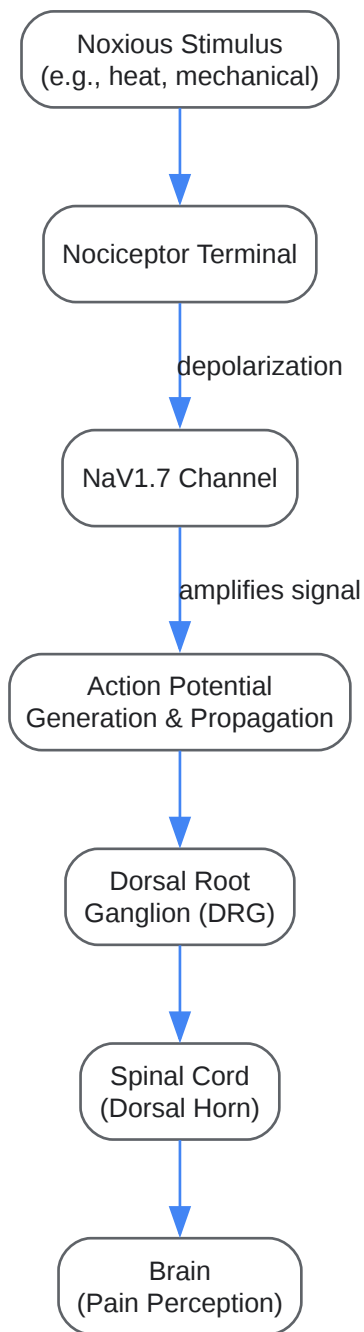 Noxious Stimulus
(e.g., heat, mechanical)
Nociceptor Terminal
depolarization
NaV1.7 Channel
amplifies signal
Action Potential
Generation & Propagation
Dorsal Root
Ganglion (DRG)
Spinal Cord
(Dorsal Horn)
Brain
(Pain Perception)